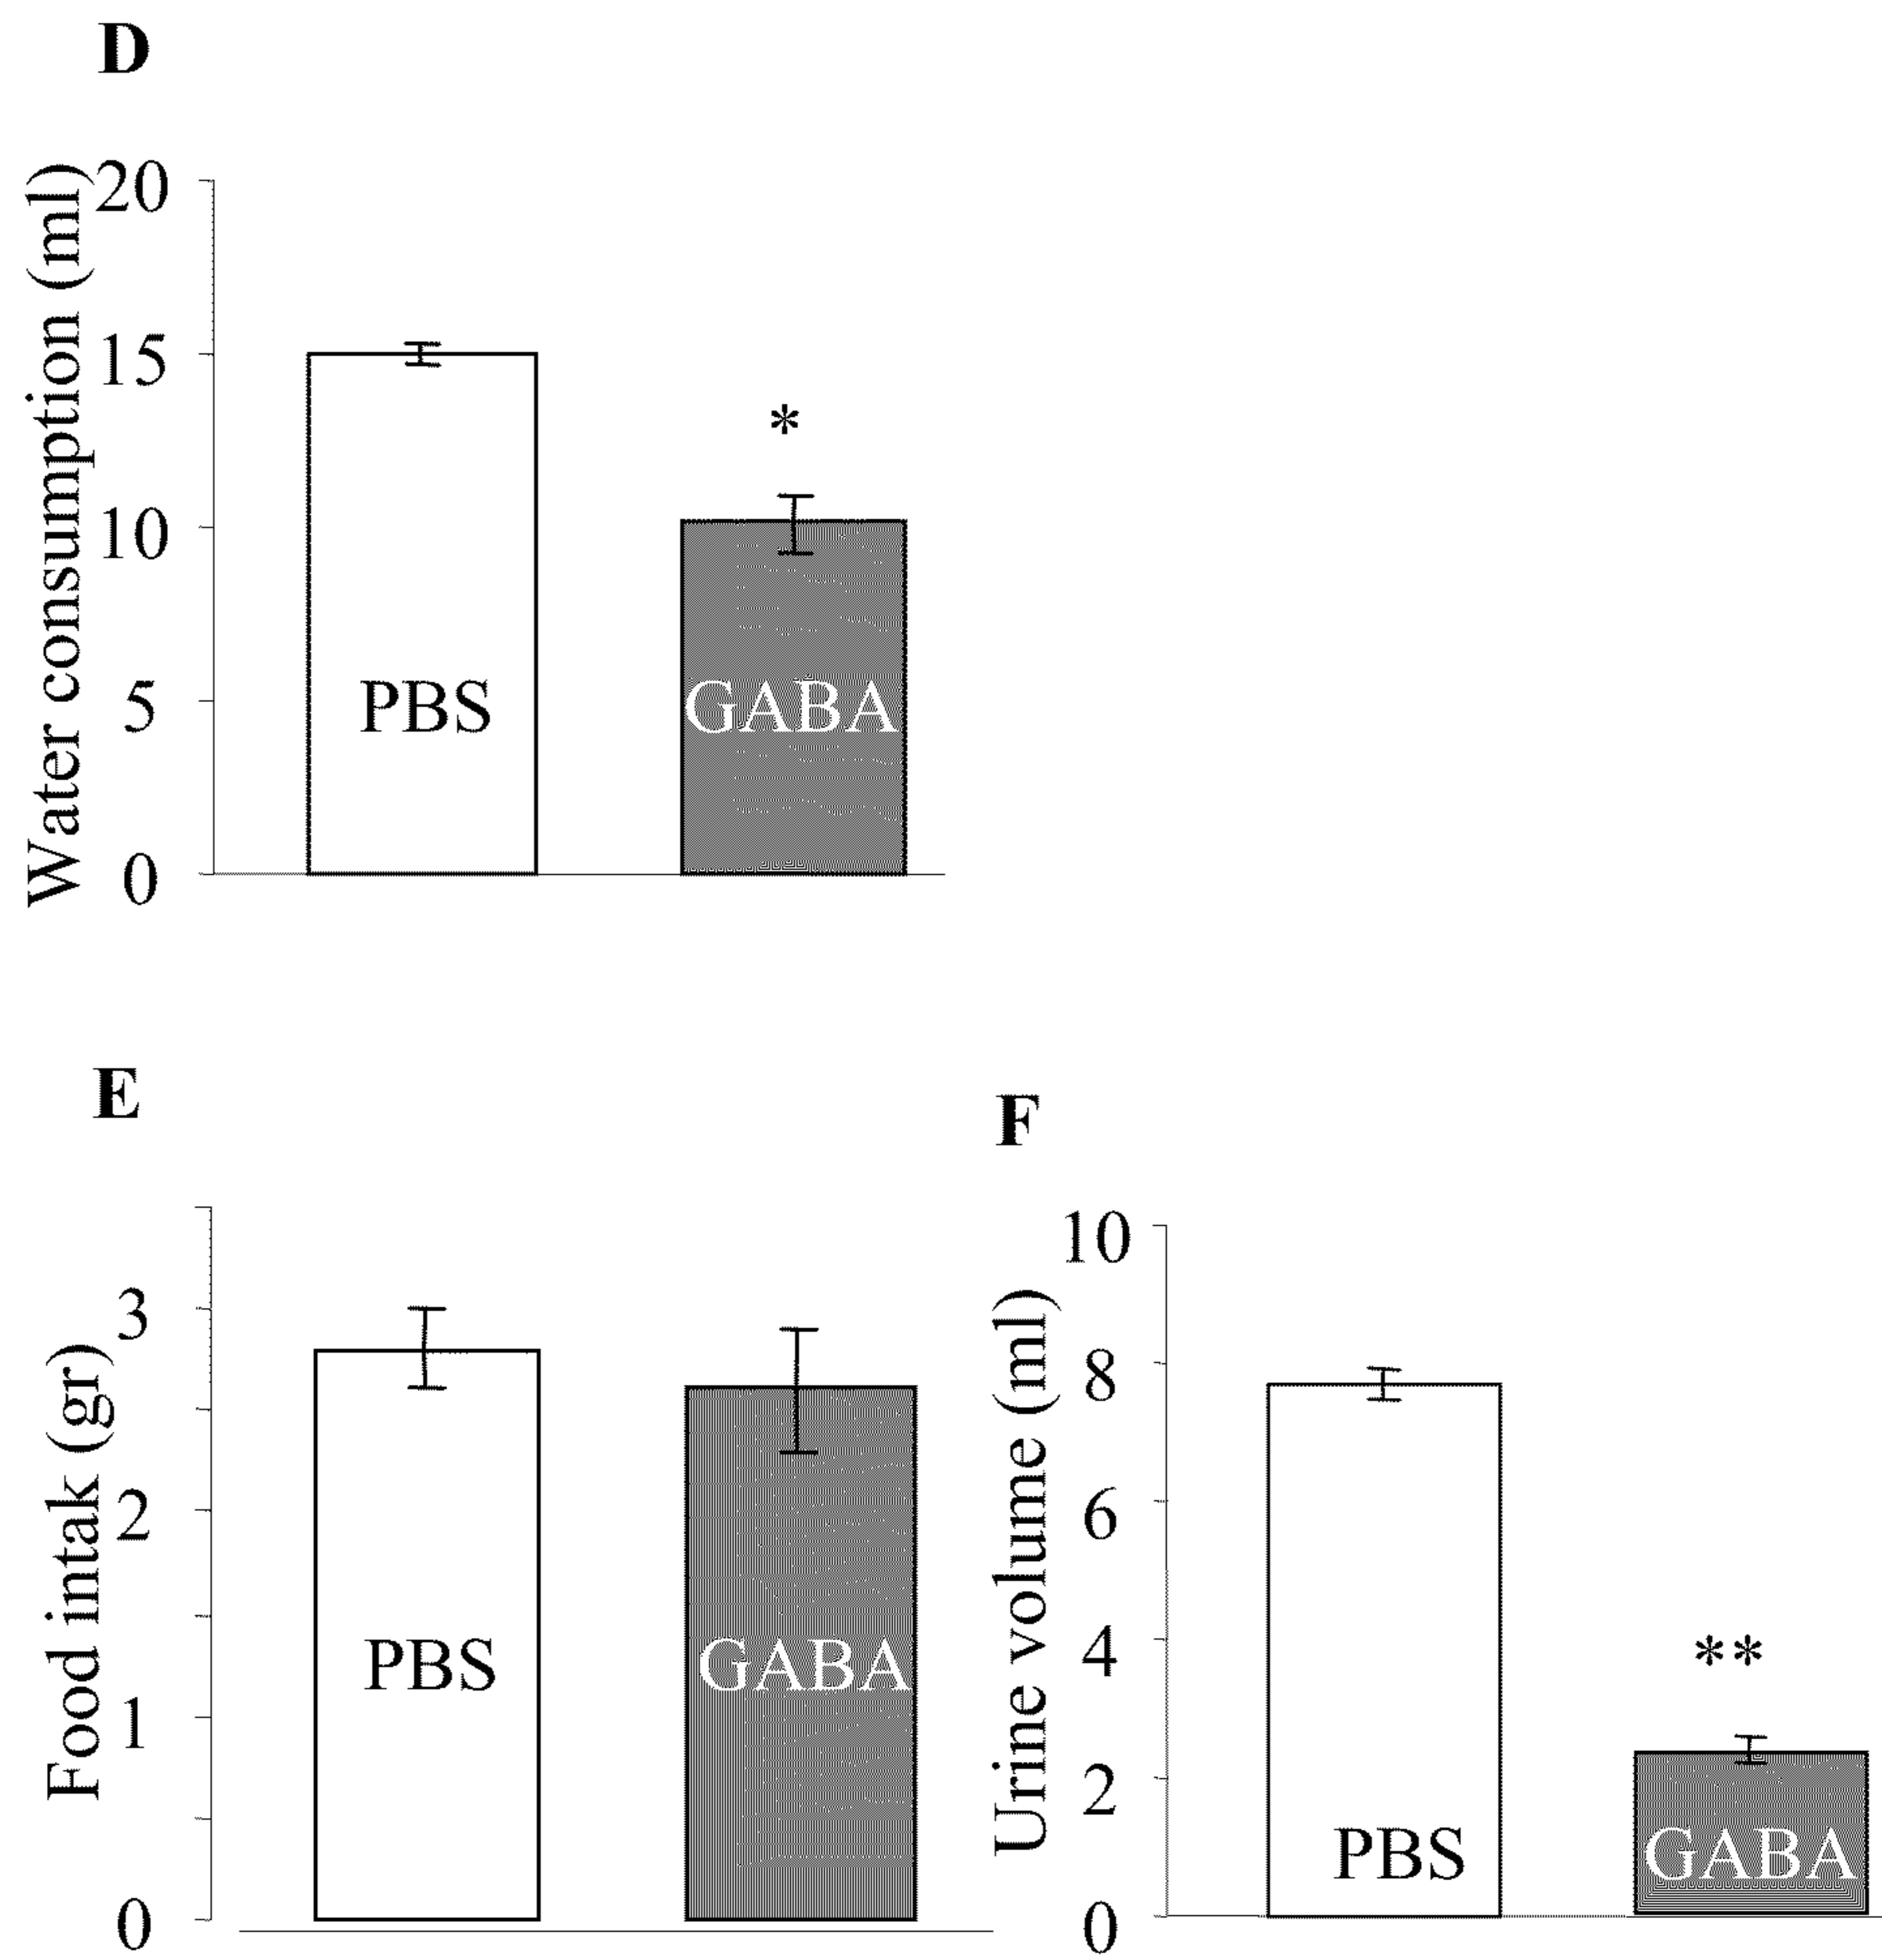 D
Water consumption (ml)
20
15
10
5
0
*
PBS
GABA
E
Food intak (gr)
3
2
1
0
PBS
GABA
F
Urine volume (ml)
10
8
6
4
2
0
**
PBS
GABA